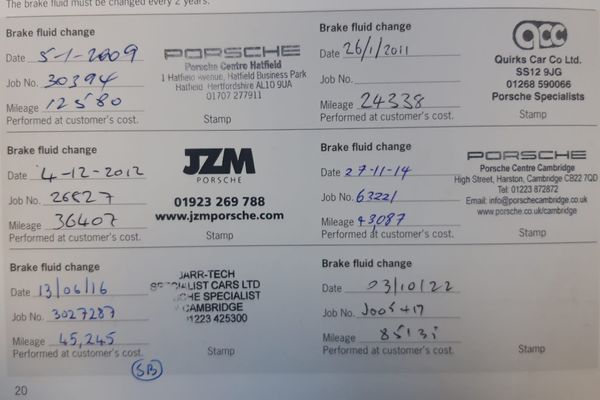 The brake fluid must be changed every 2 years.
Brake fluid change
Date 5-1-2009
Job No. 30394
Mileage 12580
Performed at customer's cost.
PORSCHE
Porsche Centre Hatfield
1 Hatfield Avenue, Hatfield Business Park
Hatfield, Hertfordshire AL10 9UA
01707 277911
Stamp
Brake fluid change
Date 26/1/2011
Job No.
Mileage 24338
Performed at customer's cost.
qcc
Quirks Car Co Ltd.
SS12 9JG
01268 590066
Porsche Specialists
Stamp
Brake fluid change
Date 4-12-2012
Job No. 26827
Mileage 36407
Performed at customer's cost.
JZM
PORSCHE
01923 269 788
www.jzmporsche.com
Stamp
Brake fluid change
Date 27-11-14
Job No. 63221
Mileage 43,087
Performed at customer's cost.
PORSCHE
Porsche Centre Cambridge
High Street, Harston, Cambridge CB22 7QD
Tel: 01223 872872
Email: info@porschecambridge.co.uk
www.porsche.co.uk/cambridge
Stamp
Brake fluid change
Date 13/06/16
Job No. 3027287
Mileage 45,245
Performed at customer's cost.
SB
JARR-TECH
CARS LTD
SPECIALIST
CAMBRIDGE
01223 425300
Stamp
Brake fluid change
Date 03/10/22
Job No.
Mileage
Performed at customer's cost.
Stamp
20